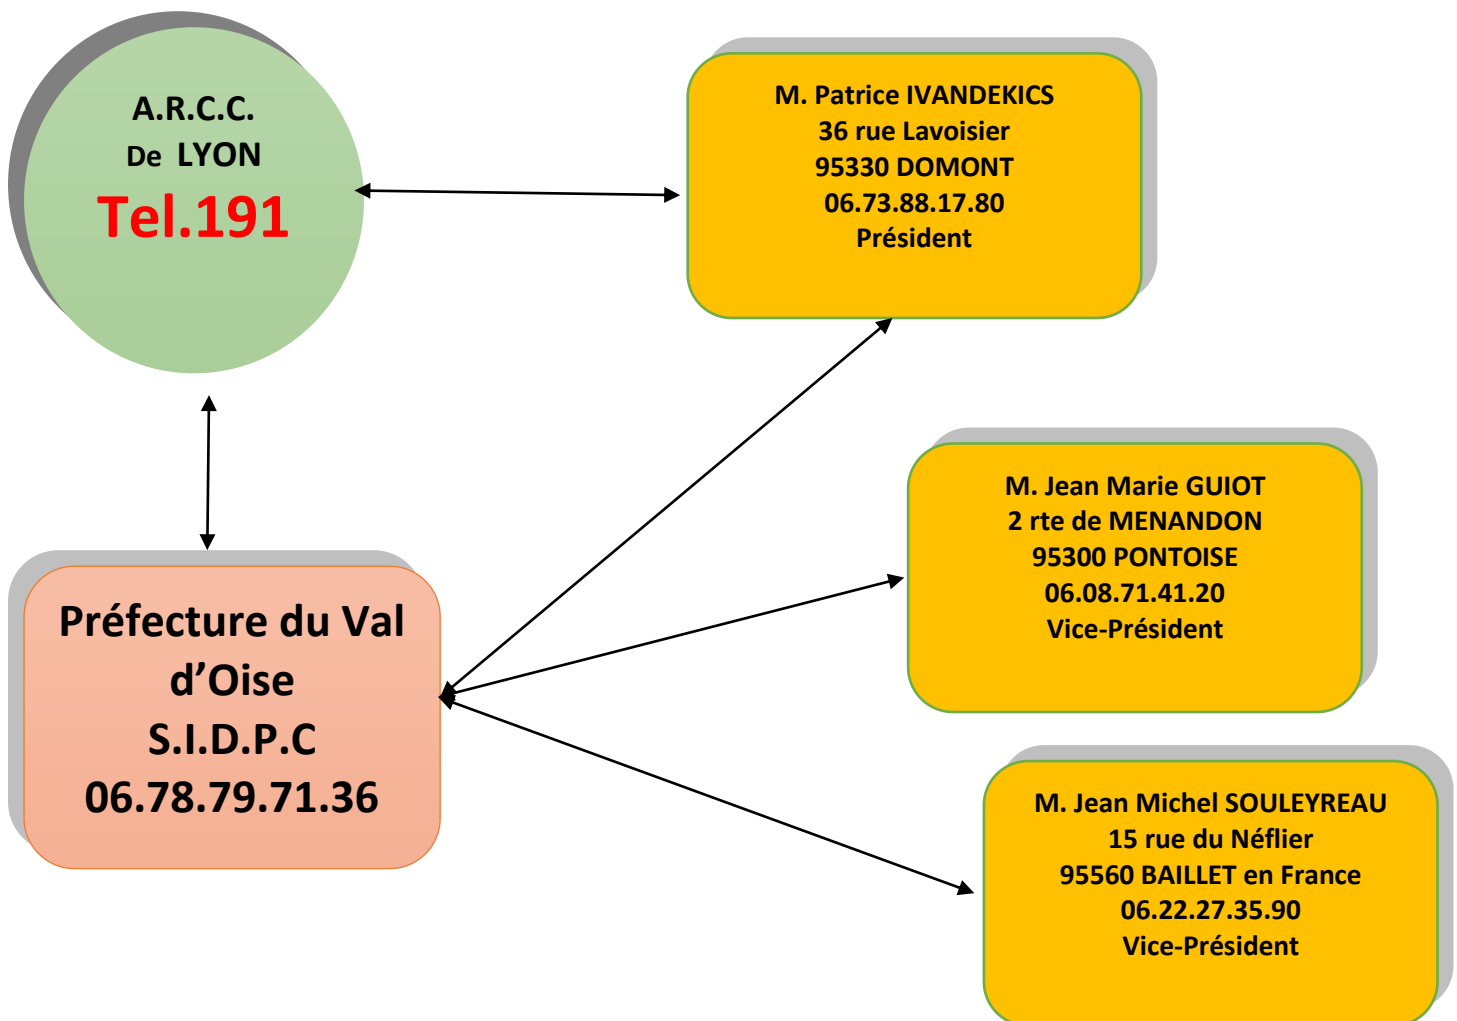 A.R.C.C.
De LYON
Tel.191
M. Patrice IVANDEKICS
36 rue Lavoisier
95330 DOMONT
06.73.88.17.80
Président
M. Jean Marie GUIOT
2 rte de MENANDON
95300 PONTOISE
06.08.71.41.20
Vice-Président
Préfecture du Val
d’Oise
S.I.D.P.C
06.78.79.71.36
M. Jean Michel SOULEYREAU
15 rue du Néflier
95560 BAILLET en France
06.22.27.35.90
Vice-Président